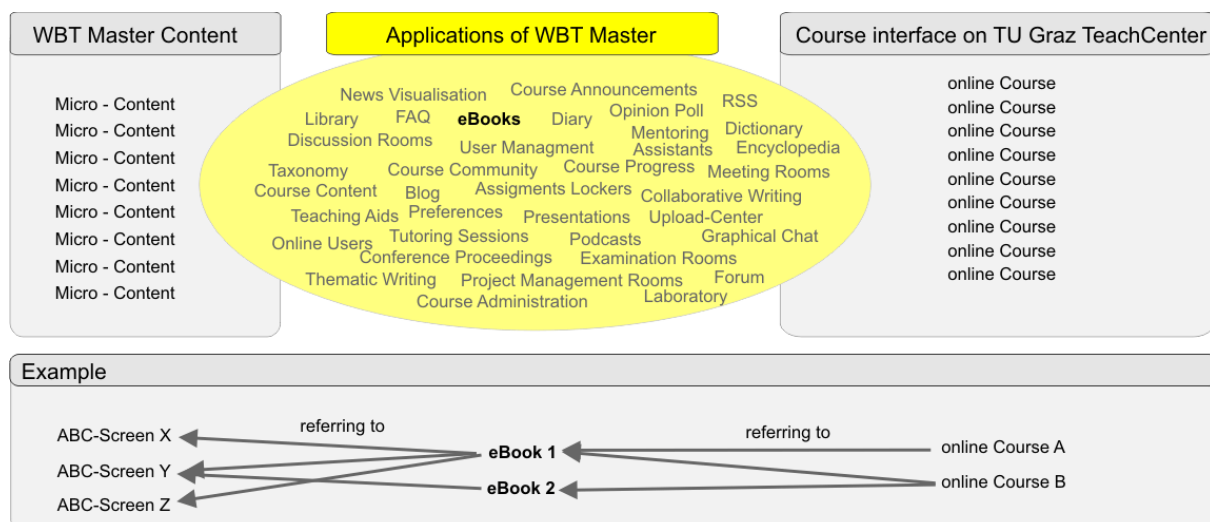 WBT Master Content
Applications of WBT Master
Course interface on TU Graz TeachCenter
Micro - Content
Micro - Content
Micro - Content
Micro - Content
Micro - Content
Micro - Content
Micro - Content
Micro - Content
News Visualisation Course Announcements RSS
Library FAQ eBooks Diary Opinion Poll
Discussion Rooms User Managment Mentoring Assistants Dictionary
Encyclopedia
Taxonomy Course Community Course Progress Meeting Rooms
Course Content Blog Assigments Lockers Collaborative Writing
Teaching Aids Preferences Presentations Upload-Center
Online Users Tutoring Sessions Podcasts Graphical Chat
Conference Proceedings Examination Rooms
Thematic Writing Project Management Rooms Forum
Course Administration Laboratory
online Course
online Course
online Course
online Course
online Course
online Course
online Course
online Course
online Course
Example
ABC-Screen X referring to eBook 1 referring to online Course A
ABC-Screen Y eBook 2 online Course B
ABC-Screen Z